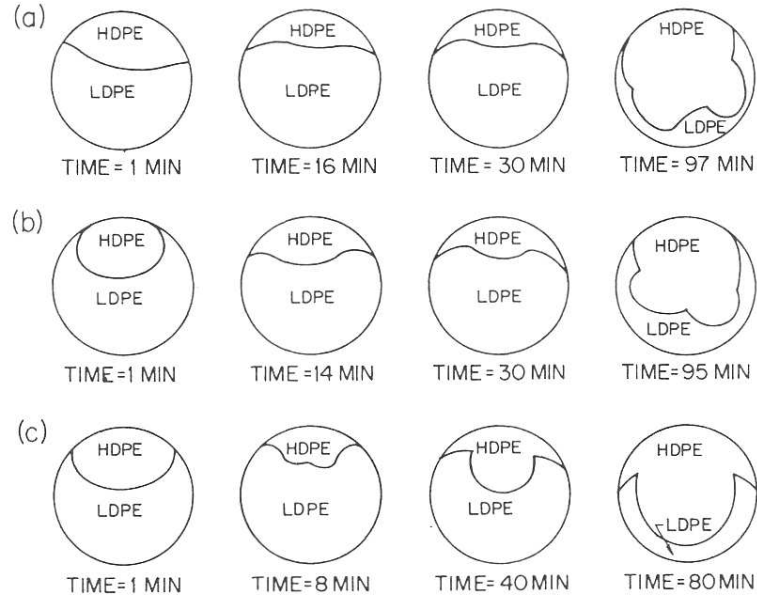 (a)
HDPE HDPE HDPE HDPE
LDPE LDPE LDPE LDPE
TIME=1 MIN TIME=16 MIN TIME=30 MIN TIME=97 MIN
(b)
HDPE HDPE HDPE HDPE
LDPE LDPE LDPE LDPE
TIME=1 MIN TIME=14 MIN TIME=30 MIN TIME=95 MIN
(c)
HDPE HDPE HDPE HDPE
LDPE LDPE LDPE LDPE
TIME=1 MIN TIME=8 MIN TIME=40 MIN TIME=80 MIN